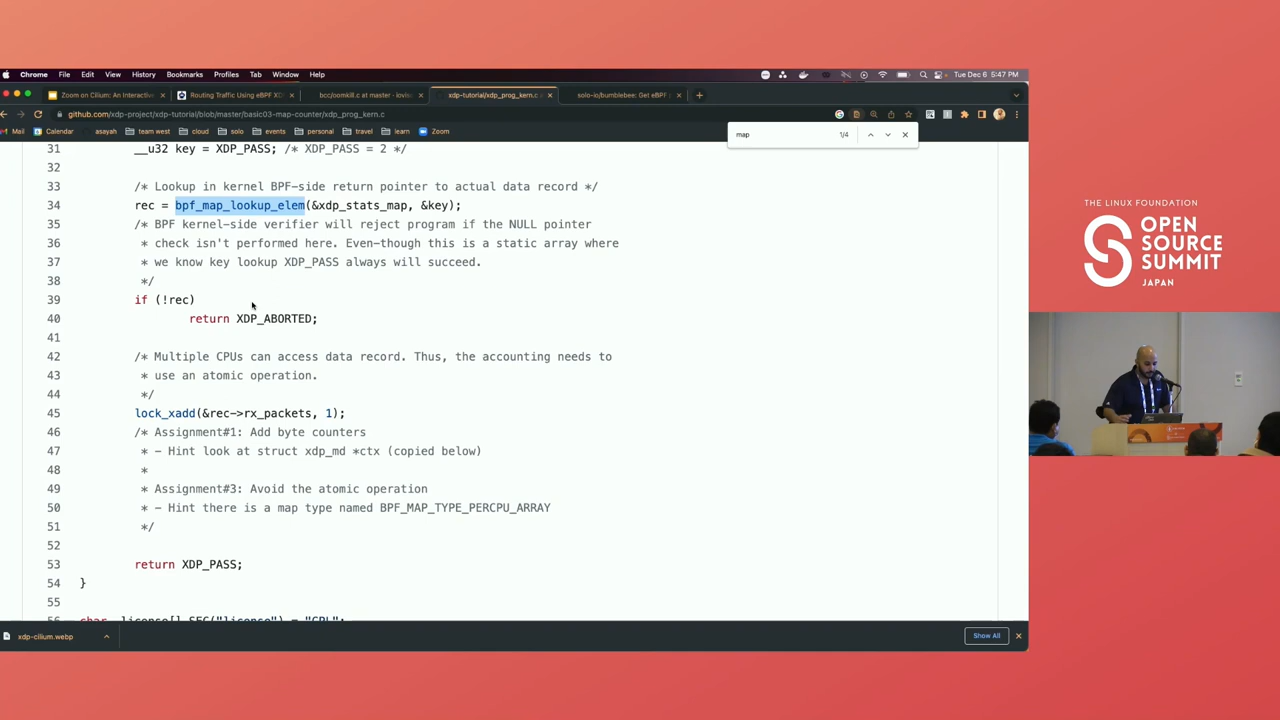 Chrome File Edit View History Bookmarks Profiles Tab Window Help Tue Dec 6 5:47 PM
Zoom on Cilium: An Interactiv Routing Traffic Using eBPF XD bcc/oomkill.c at master · iovis xdp-tutorial/xdp_prog_kern.c solo-io/bumblebee: Get eBPF
github.com/xdp-project/xdp-tutorial/blob/master/basic03-map-counter/xdp_prog_kern.c
Mail Calendar asayah team west cloud solo events personal travel learn Zoom
map 1/4
31 __u32 key = XDP_PASS; /* XDP_PASS = 2 */
32
33 /* Lookup in kernel BPF-side return pointer to actual data record */
34 rec = bpf_map_lookup_elem(&xdp_stats_map, &key);
35 /* BPF kernel-side verifier will reject program if the NULL pointer
36 * check isn't performed here. Even-though this is a static array where
37 * we know key lookup XDP_PASS always will succeed.
38 */
39 if (!rec)
40 return XDP_ABORTED;
41
42 /* Multiple CPUs can access data record. Thus, the accounting needs to
43 * use an atomic operation.
44 */
45 lock_xadd(&rec->rx_packets, 1);
46 /* Assignment#1: Add byte counters
47 * - Hint look at struct xdp_md *ctx (copied below)
48 *
49 * Assignment#3: Avoid the atomic operation
50 * - Hint there is a map type named BPF_MAP_TYPE_PERCPU_ARRAY
51 */
52
53 return XDP_PASS;
54 }
55
56 char _license[] SEC("license") = "GPL";
xdp-cilium.webp Show All
THE LINUX FOUNDATION
OPEN
SOURCE
SUMMIT
JAPAN